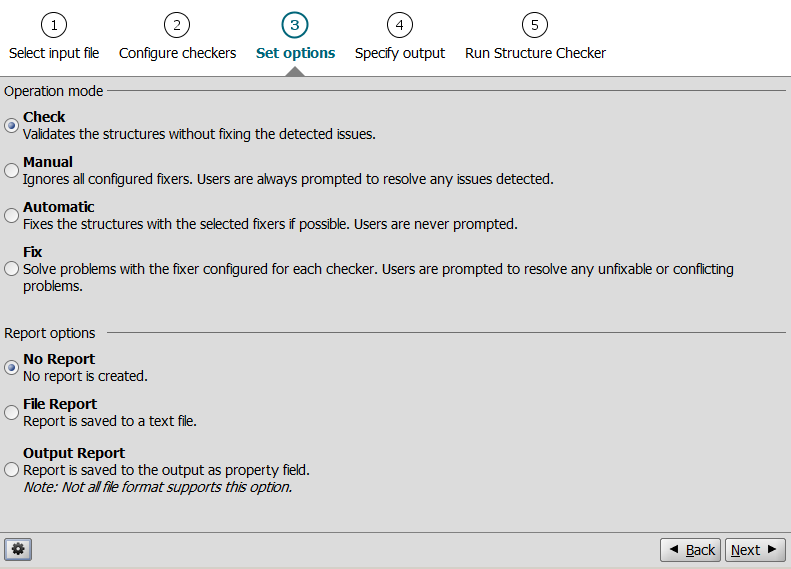 1 2 3 4 5
Select input file Configure checkers Set options Specify output Run Structure Checker
Operation mode
Check
Validates the structures without fixing the detected issues.
Manual
Ignores all configured fixers. Users are always prompted to resolve any issues detected.
Automatic
Fixes the structures with the selected fixers if possible. Users are never prompted.
Fix
Solve problems with the fixer configured for each checker. Users are prompted to resolve any unfixable or conflicting
problems.
Report options
No Report
No report is created.
File Report
Report is saved to a text file.
Output Report
Report is saved to the output as property field.
Note: Not all file format supports this option.
Back Next